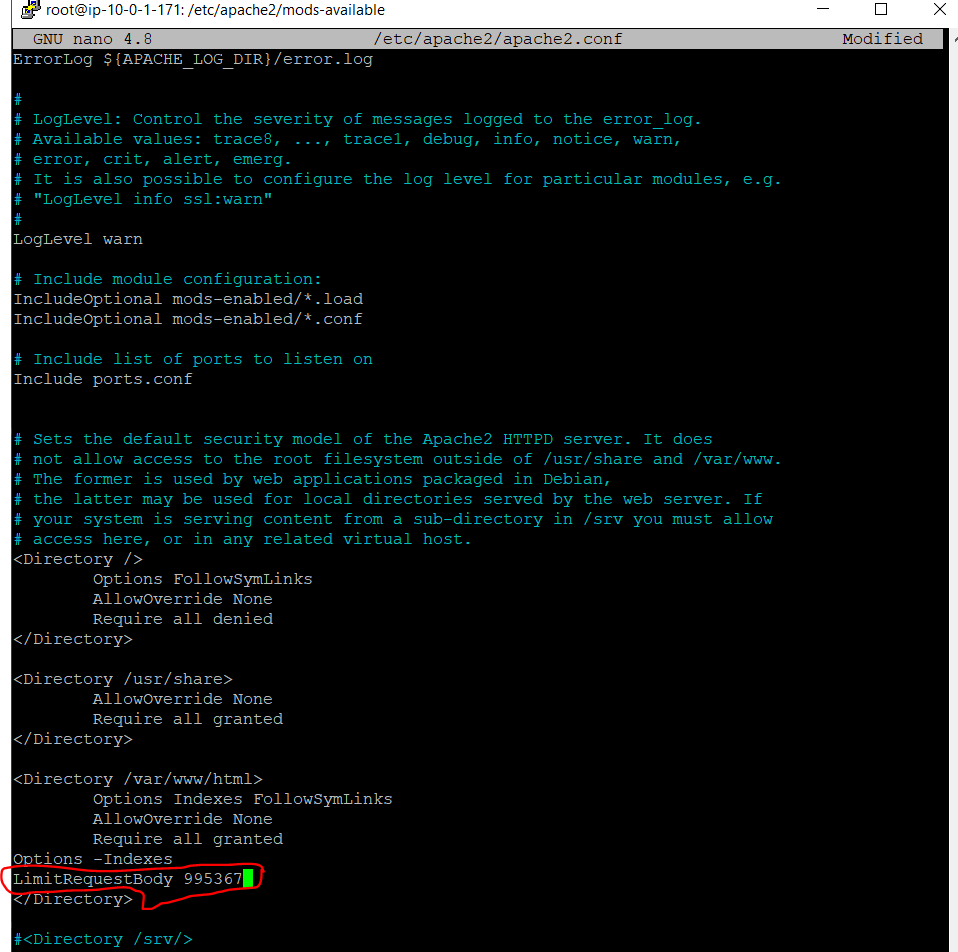 root@ip-10-0-1-171: /etc/apache2/mods-available
GNU nano 4.8 /etc/apache2/apache2.conf Modified
ErrorLog ${APACHE_LOG_DIR}/error.log
#
# LogLevel: Control the severity of messages logged to the error_log.
# Available values: trace8, ..., trace1, debug, info, notice, warn,
# error, crit, alert, emerg.
# It is also possible to configure the log level for particular modules, e.g.
# "LogLevel info ssl:warn"
#
LogLevel warn
# Include module configuration:
IncludeOptional mods-enabled/*.load
IncludeOptional mods-enabled/*.conf
# Include list of ports to listen on
Include ports.conf
# Sets the default security model of the Apache2 HTTPD server. It does
# not allow access to the root filesystem outside of /usr/share and /var/www.
# The former is used by web applications packaged in Debian,
# the latter may be used for local directories served by the web server. If
# your system is serving content from a sub-directory in /srv you must allow
# access here, or in any related virtual host.
<Directory />
Options FollowSymLinks
AllowOverride None
Require all denied
</Directory>
<Directory /usr/share>
AllowOverride None
Require all granted
</Directory>
<Directory /var/www/html>
Options Indexes FollowSymLinks
AllowOverride None
Require all granted
Options -Indexes
LimitRequestBody 995367
</Directory>
#<Directory /srv/>